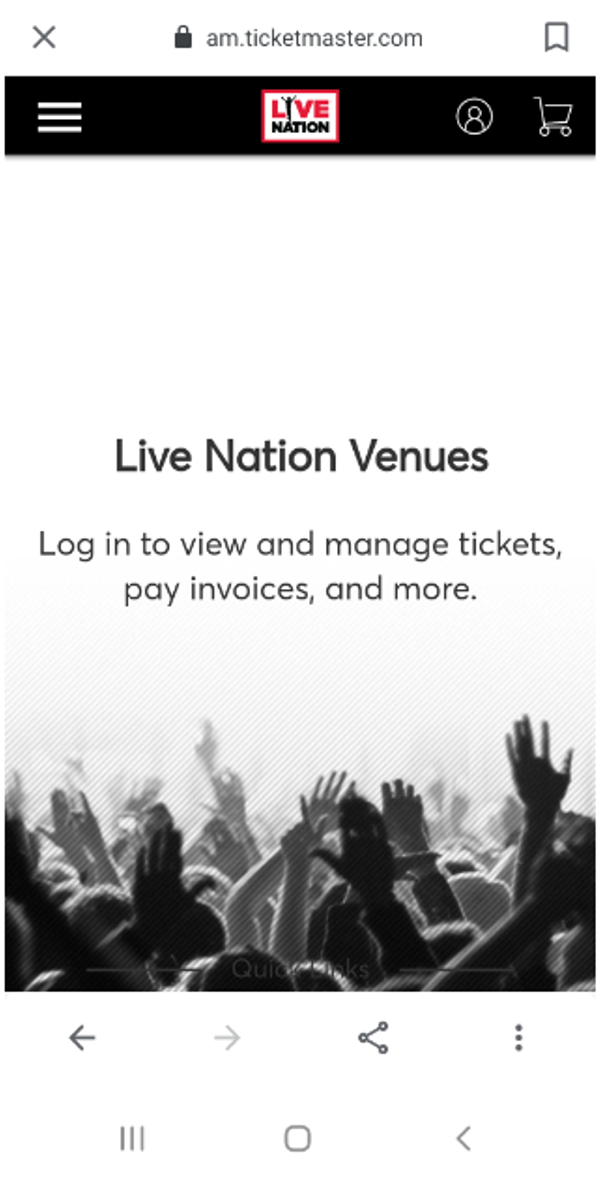 am.ticketmaster.com
LIVE
NATION
Live Nation Venues
Log in to view and manage tickets,
pay invoices, and more.
Quick Links